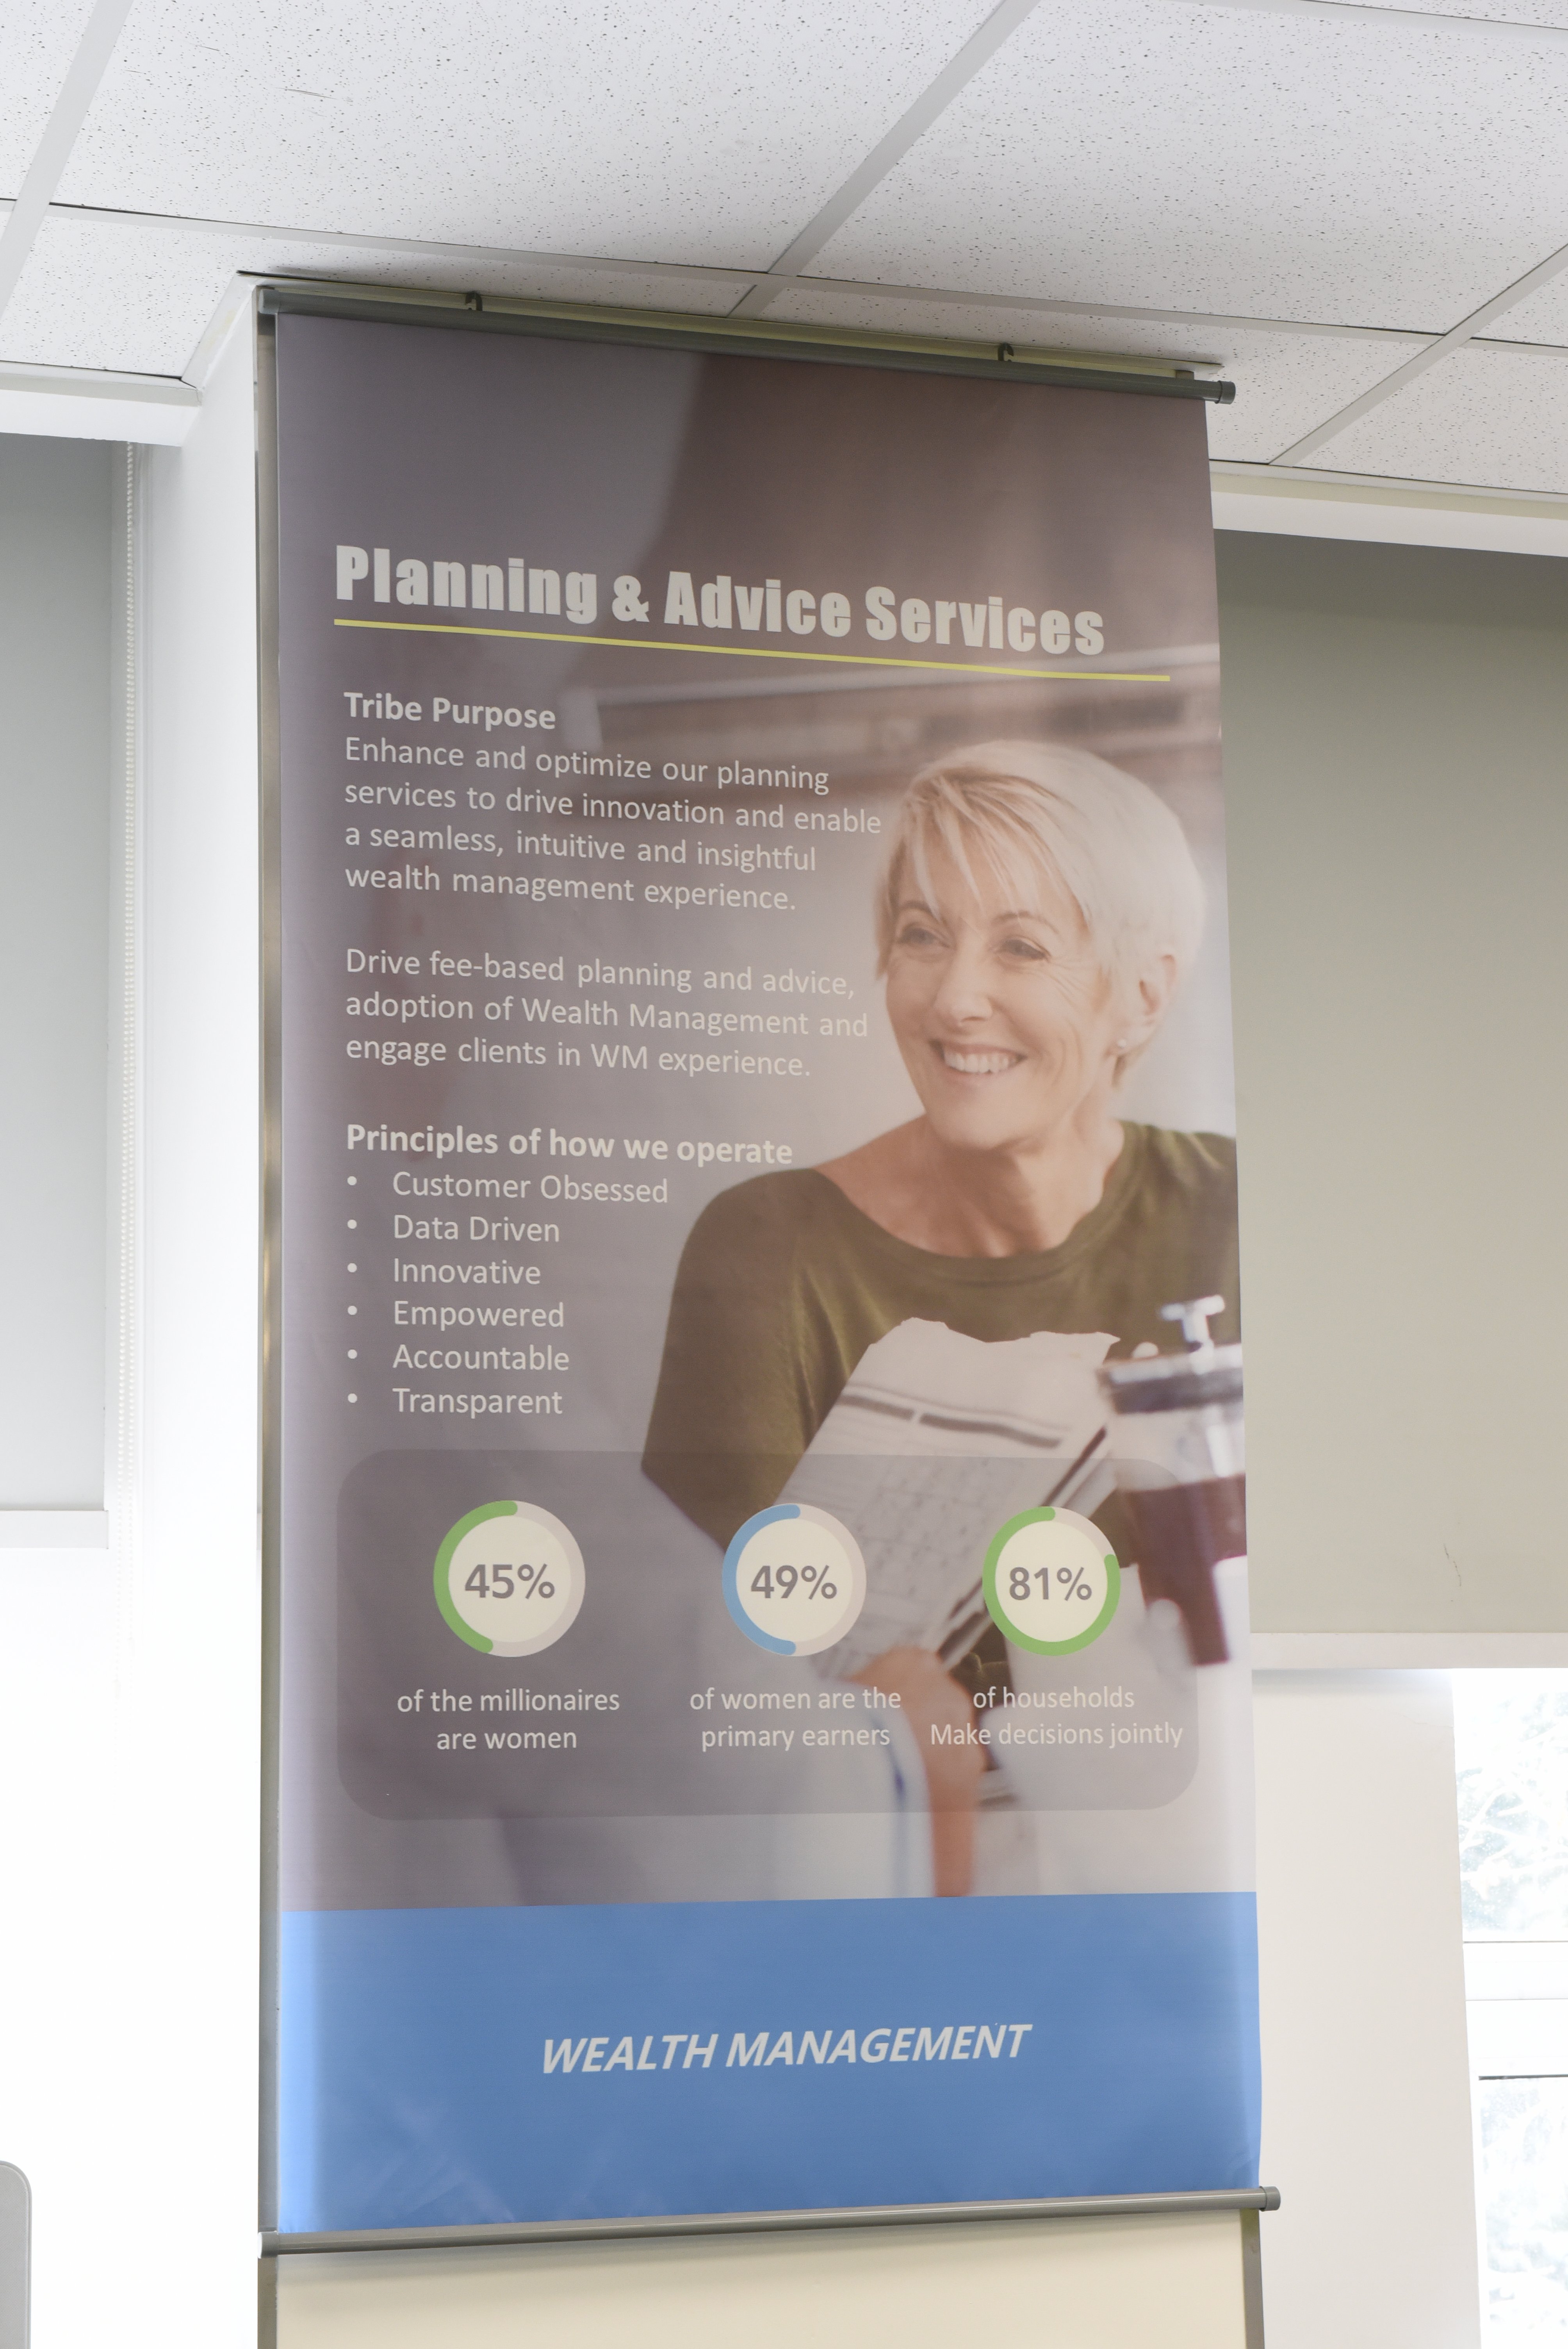 Planning & Advice Services
Tribe Purpose
Enhance and optimize our planning
services to drive innovation and enable
a seamless, intuitive and insightful
wealth management experience.
Drive fee-based planning and advice,
adoption of Wealth Management and
engage clients in WM experience.
Principles of how we operate
• Customer Obsessed
• Data Driven
• Innovative
• Empowered
• Accountable
• Transparent
45%
of the millionaires
are women
49%
of women are the
primary earners
81%
of households
Make decisions jointly
WEALTH MANAGEMENT